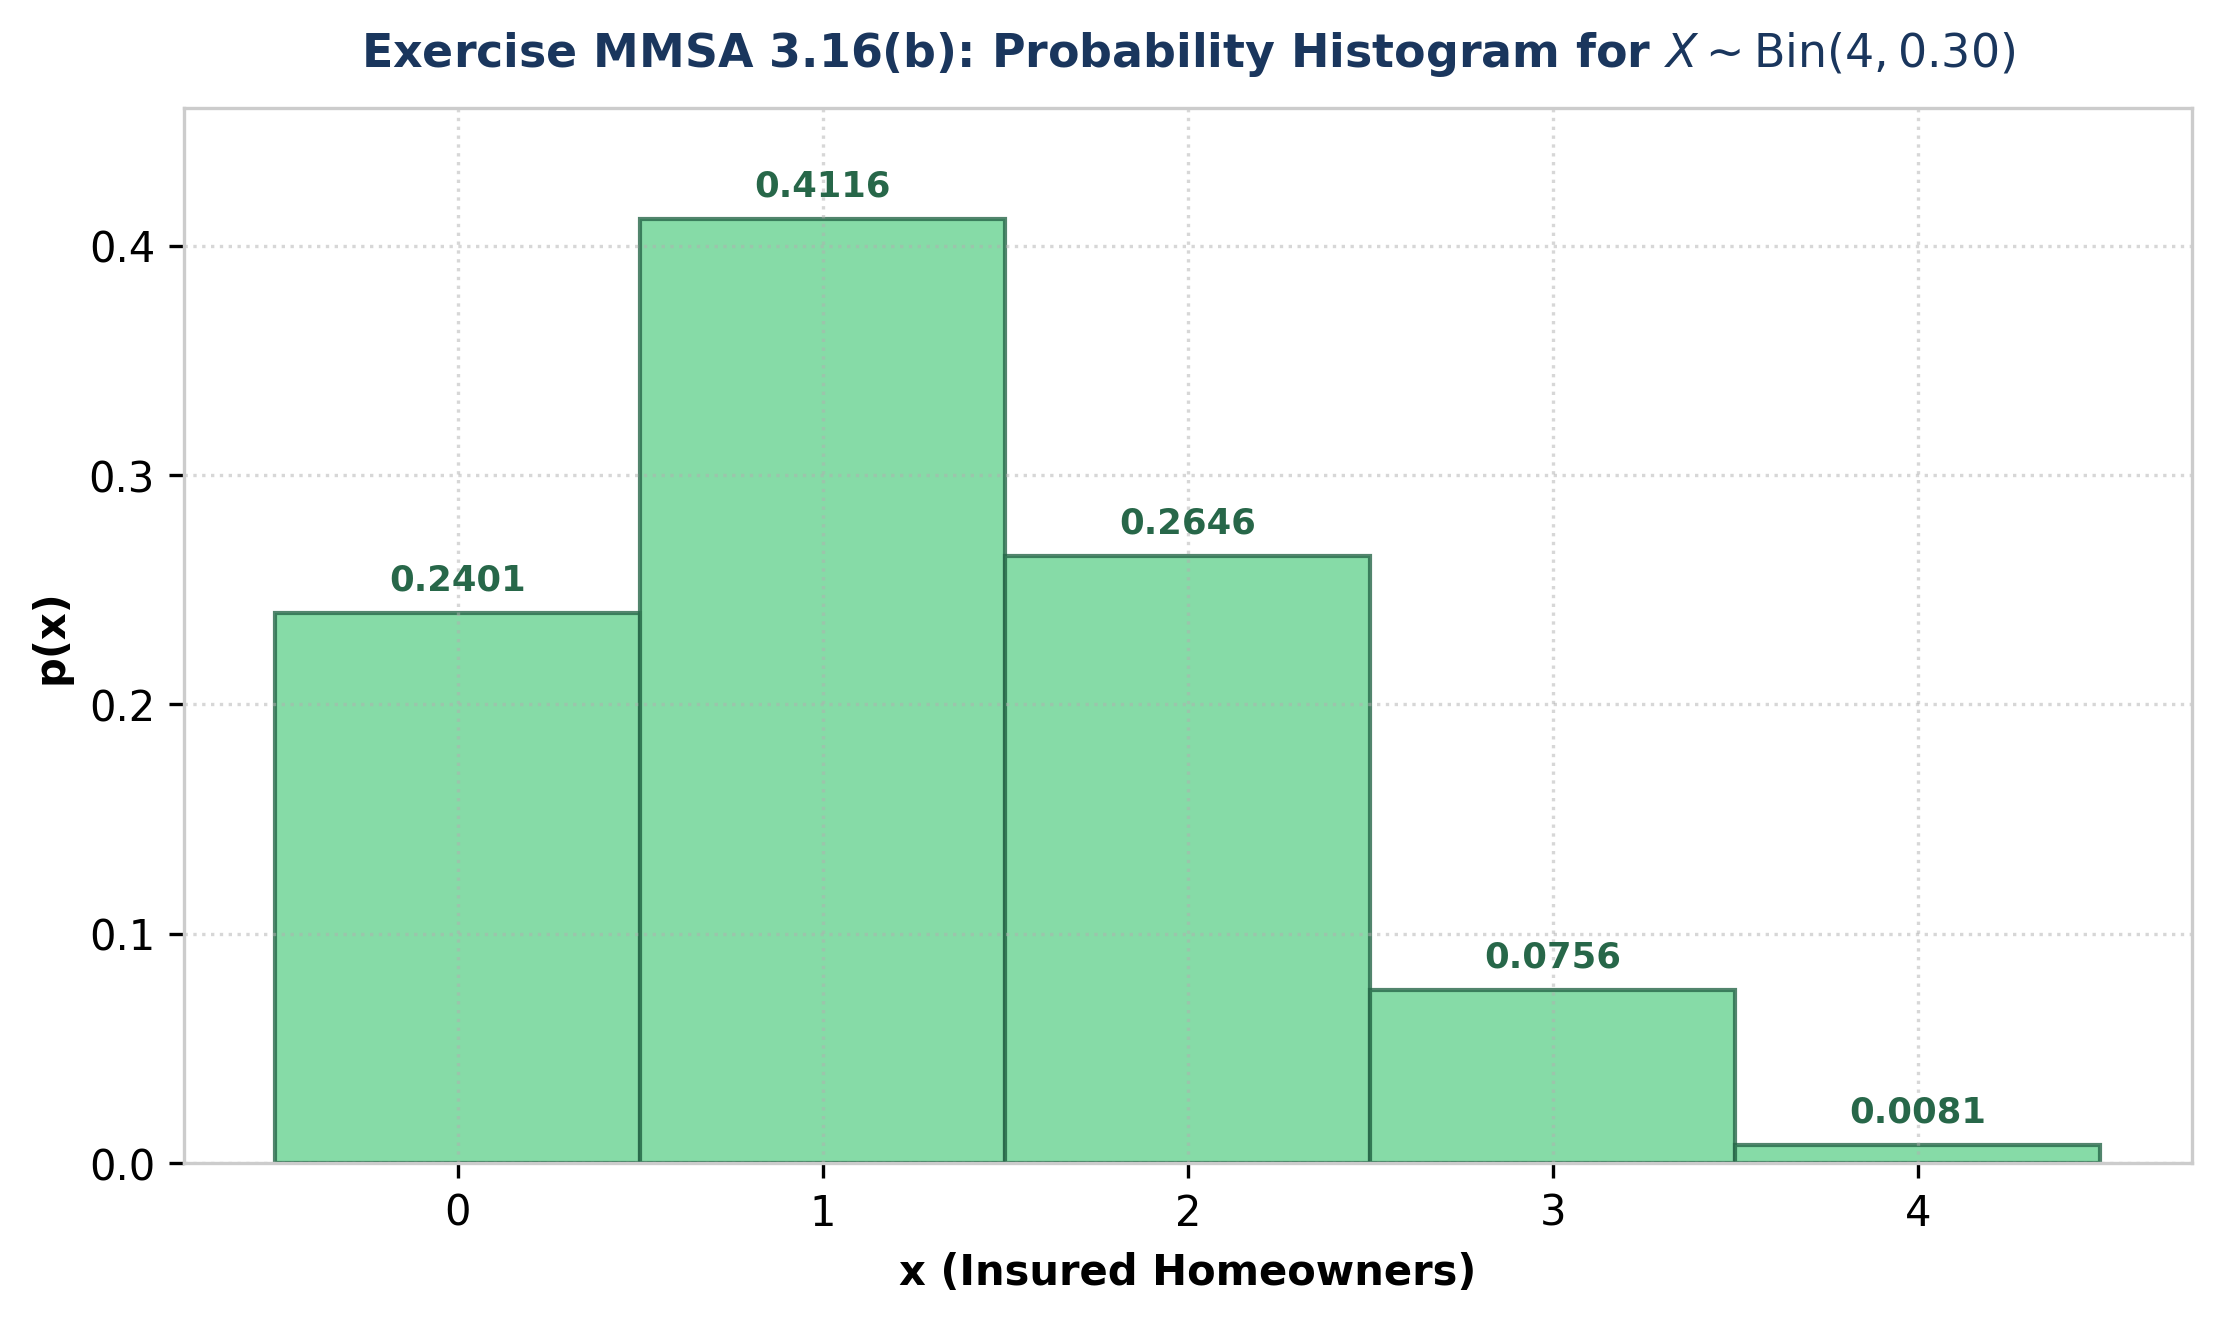 Exercise MMSA 3.16(b): Probability Histogram for X ∼ Bin(4, 0.30)
0.4116
0.4
0.3
0.2646
0.2401
p(x)
0.2
0.1
0.0756
0.0081
0.0
0 1 2 3 4
x (Insured Homeowners)